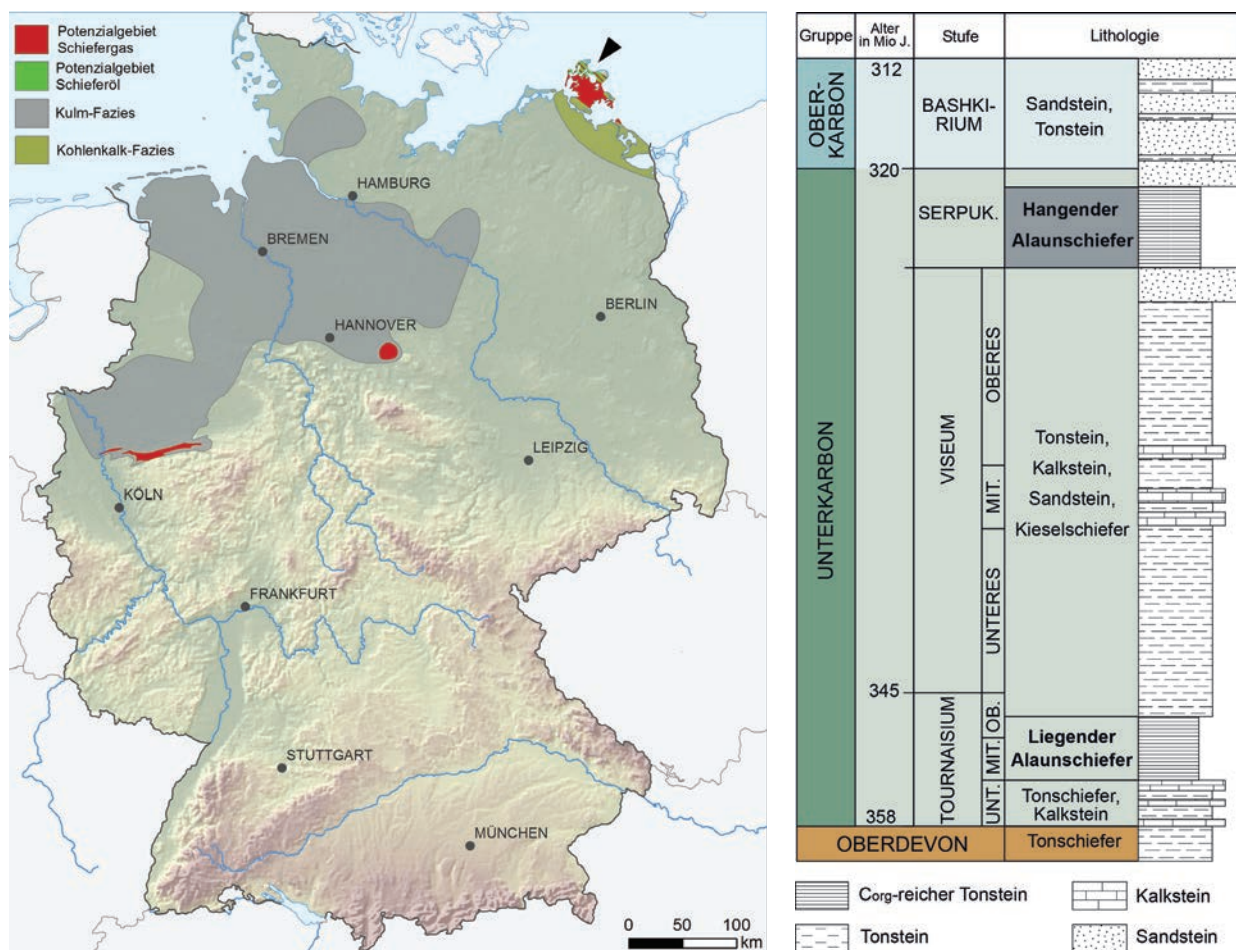 Potenzialgebiet
Schiefergas
Potenzialgebiet
Schieferöl
Kulm-Fazies
Kohlenkalk-Fazies
HAMBURG
BREMEN
BERLIN
HANNOVER
LEIPZIG
KÖLN
FRANKFURT
STUTTGART
MÜNCHEN
0 50 100
km
Gruppe
Alter
in Mio J.
Stufe
Lithologie
OBER-
KARBON
312
BASHKI-
RIUM
Sandstein,
Tonstein
320
UNTERKARBON
SERPUK.
Hangender
Alaunschiefer
VISEUM
OBERES
MIT.
UNTERES
Tonstein,
Kalkstein,
Sandstein,
Kieselschiefer
345
TOURNAISIUM
OB.
MIT.
UNT.
Liegender
Alaunschiefer
Tonschiefer,
Kalkstein
358
OBERDEVON
Tonschiefer
Corg-reicher Tonstein
Kalkstein
Tonstein
Sandstein